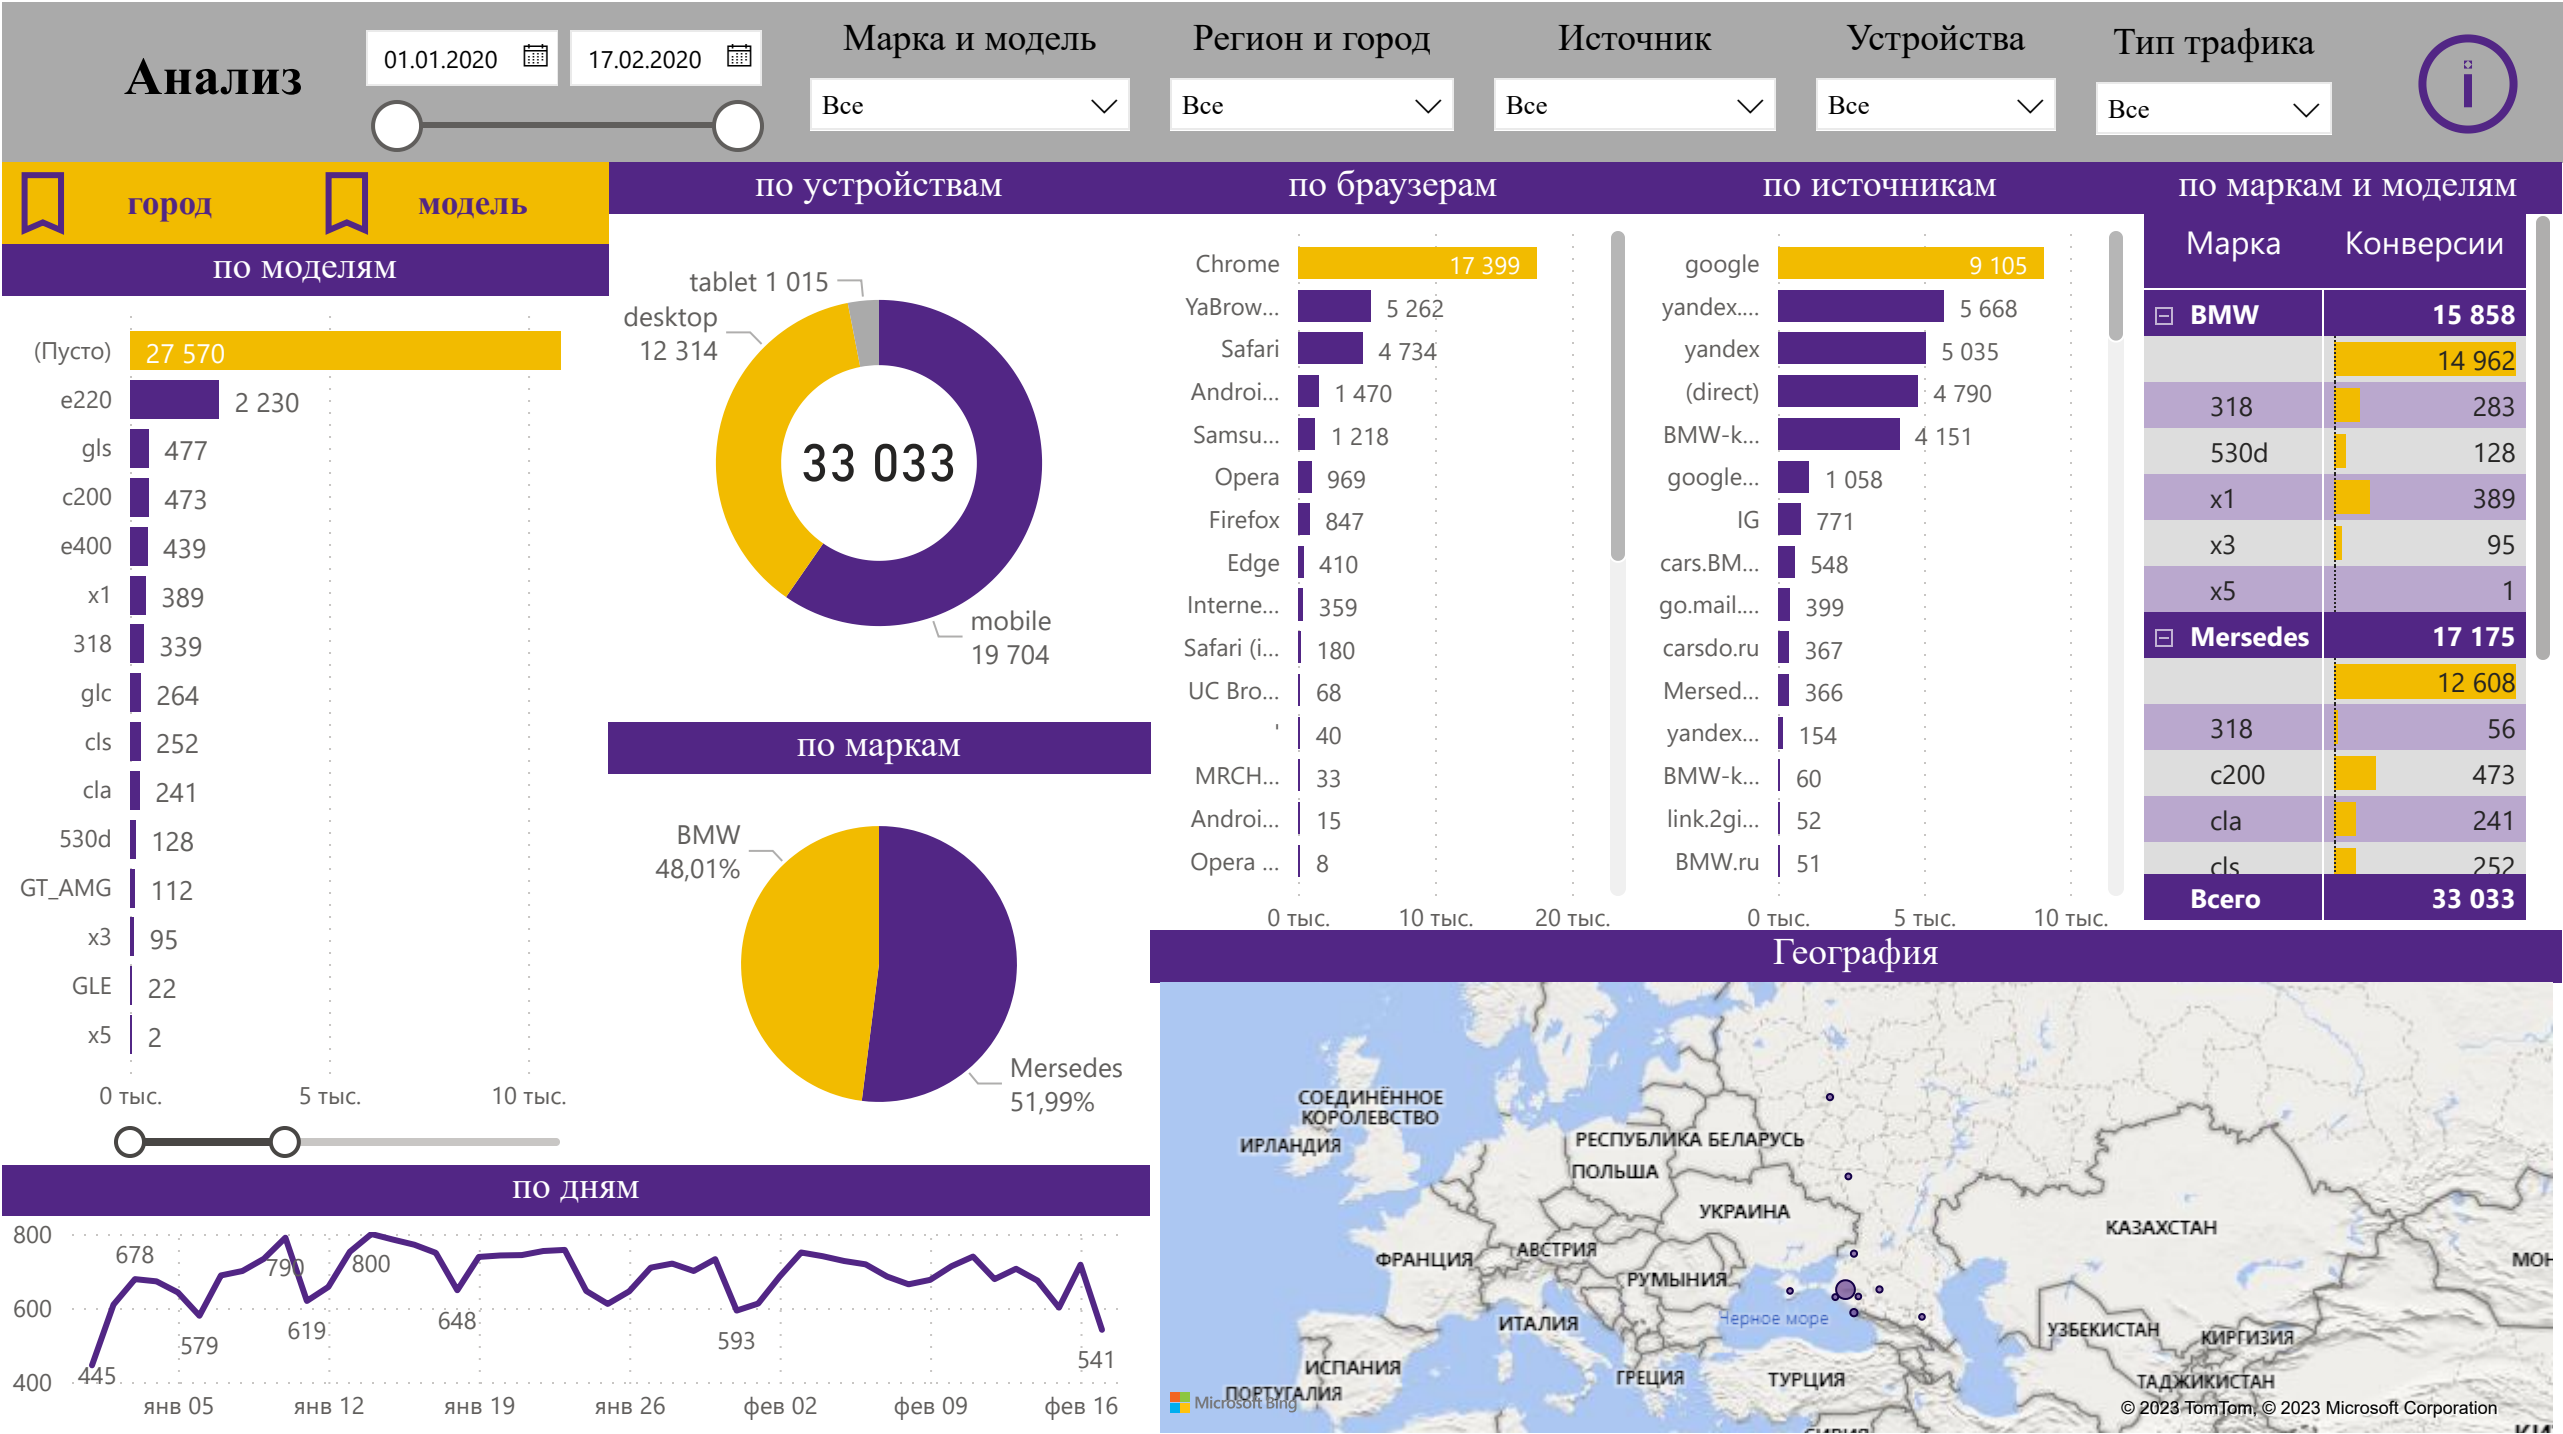 Анализ
01.01.2020
17.02.2020
Марка и модель
Все
Регион и город
Все
Источник
Все
Устройства
Все
Тип трафика
Все
i
город
модель
по моделям
(Пусто) 27 570
e220 2 230
gls 477
c200 473
e400 439
x1 389
318 339
glc 264
cls 252
cla 241
530d 128
GT_AMG 112
x3 95
GLE 22
x5 2
0 тыс. 5 тыс. 10 тыс.
по устройствам
tablet 1 015
desktop
12 314
33 033
mobile
19 704
по маркам
BMW
48,01%
Mersedes
51,99%
по браузерам
Chrome 17 399
YaBrow... 5 262
Safari 4 734
Androi... 1 470
Samsu... 1 218
Opera 969
Firefox 847
Edge 410
Interne... 359
Safari (i... 180
UC Bro... 68
' 40
MRCH... 33
Androi... 15
Opera ... 8
0 тыс. 10 тыс. 20 тыс.
по источникам
google 9 105
yandex.... 5 668
yandex 5 035
(direct) 4 790
BMW-k... 4 151
google... 1 058
IG 771
cars.BM... 548
go.mail.... 399
carsdo.ru 367
Mersed... 366
yandex... 154
BMW-k... 60
link.2gi... 52
BMW.ru 51
0 тыс. 5 тыс. 10 тыс.
по маркам и моделям
Марка Конверсии
BMW 15 858
14 962
318 283
530d 128
x1 389
x3 95
x5 1
Mersedes 17 175
12 608
318 56
c200 473
cla 241
cls 252
Всего 33 033
по дням
800
600
400
445
678
579
790
619
800
648
593
541
янв 05 янв 12 янв 19 янв 26 фев 02 фев 09 фев 16
География
СОЕДИНЁННОЕ
КОРОЛЕВСТВО
ИРЛАНДИЯ
РЕСПУБЛИКА БЕЛАРУСЬ
ПОЛЬША
УКРАИНА
КАЗАХСТАН
ФРАНЦИЯ
АВСТРИЯ
МОН
РУМЫНИЯ
Черное море
ИТАЛИЯ
УЗБЕКИСТАН
КИРГИЗИЯ
ИСПАНИЯ
ГРЕЦИЯ
ТУРЦИЯ
ТАДЖИКИСТАН
ПОРТУГАЛИЯ
Microsoft Bing
© 2023 TomTom, © 2023 Microsoft Corporation